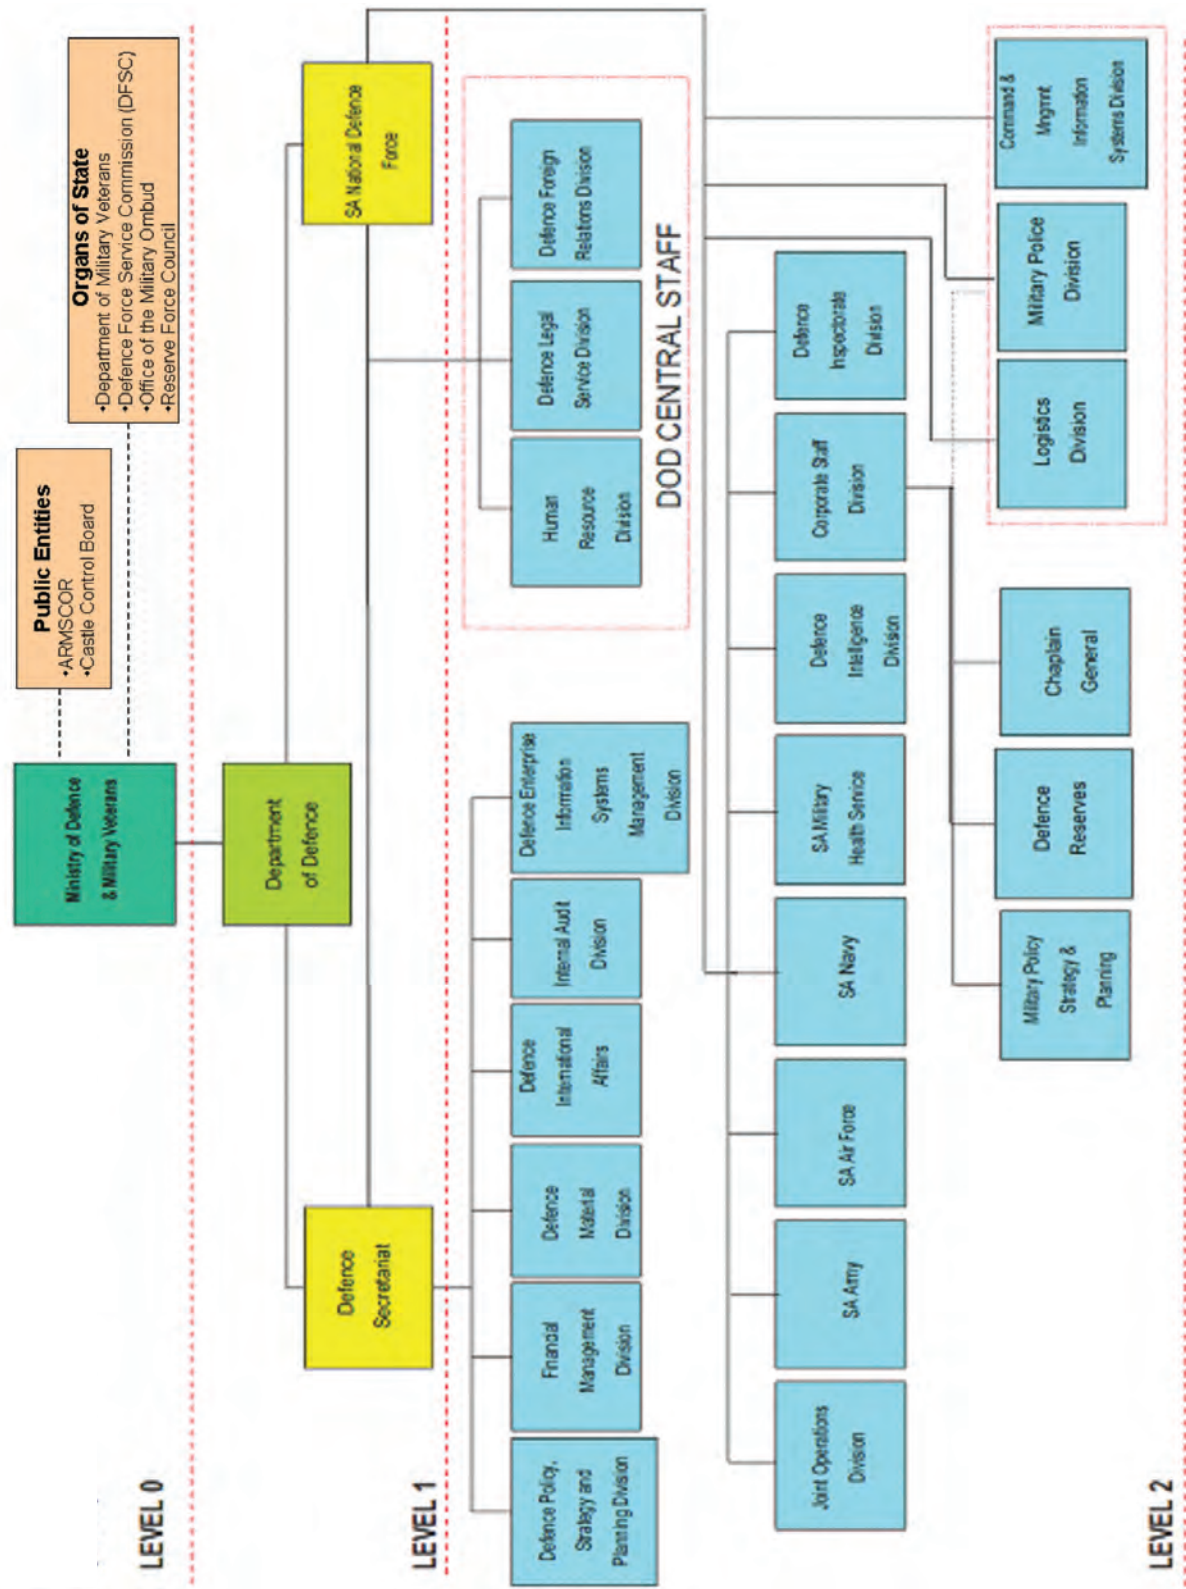 Public Entities
•ARMSCOR
•Castle Control Board
Organs of State
•Department of Military Veterans
•Defence Force Service Commission (DFSC)
•Office of the Military Ombud
•Reserve Force Council
Ministry of Defence
& Military Veterans
LEVEL 0
Department
of Defence
Defence
Secretariat
SA National Defence
Force
LEVEL 1
Defence Policy,
Strategy and
Planning Division
Financial
Management
Division
Defence
Material
Division
Defence
International
Affairs
Internal Audit
Division
Defence Enterprise
Information
Systems
Management
Division
Human
Resource
Division
Defence Legal
Service Division
Defence Foreign
Relations Division
DOD CENTRAL STAFF
Joint Operations
Division
SA Army
SA Air Force
SA Navy
SA Military
Health Service
Defence
Intelligence
Division
Corporate Staff
Division
Defence
Inspectorate
Division
Military Policy
Strategy &
Planning
Defence
Reserves
Chaplain
General
Logistics
Division
Military Police
Division
Command &
Mngmnt
Information
Systems Division
LEVEL 2